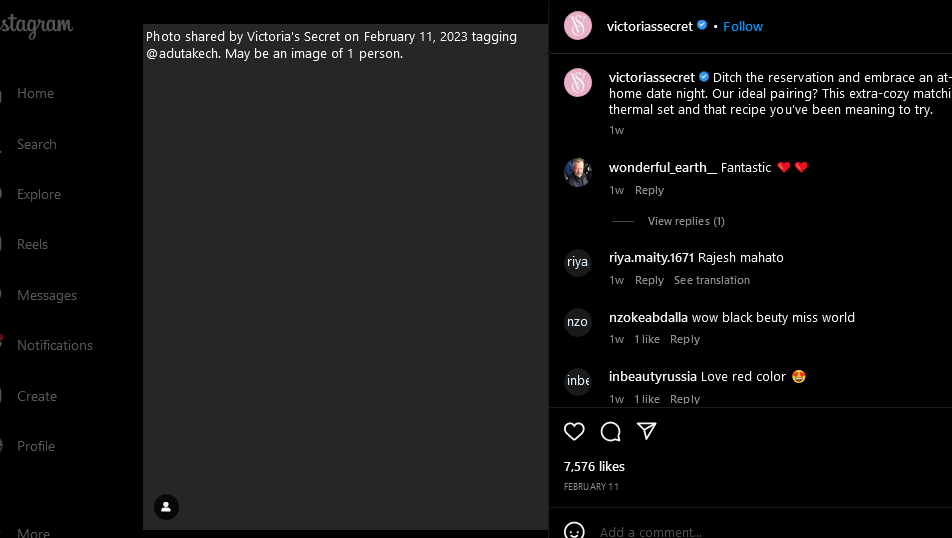 Instagram
Home
Search
Explore
Reels
Messages
Notifications
Create
Profile
More
Photo shared by Victoria's Secret on February 11, 2023 tagging
@adutakech. May be an image of 1 person.
victoriassecret • Follow
victoriassecret Ditch the reservation and embrace an at-
home date night. Our ideal pairing? This extra-cozy matchi
thermal set and that recipe you’ve been meaning to try.
1w
wonderful_earth__ Fantastic ❤️ ❤️
1w Reply
View replies (1)
riya.
riya.maity.1671 Rajesh mahato
1w Reply See translation
nzo
nzokeabdalla wow black beuty miss world
1w 1 like Reply
inbe
inbeautyrussia Love red color 😍
1w 1 like Reply
7,576 likes
FEBRUARY 11
Add a comment...